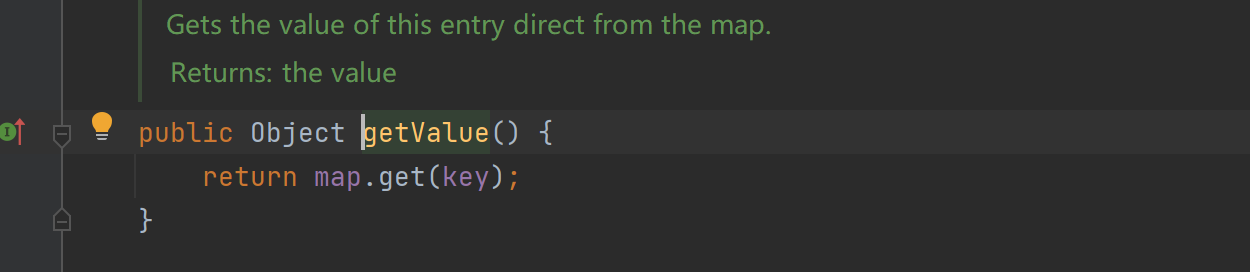 Gets the value of this entry direct from the map.
Returns: the value
public Object getValue() {
return map.get(key);
}